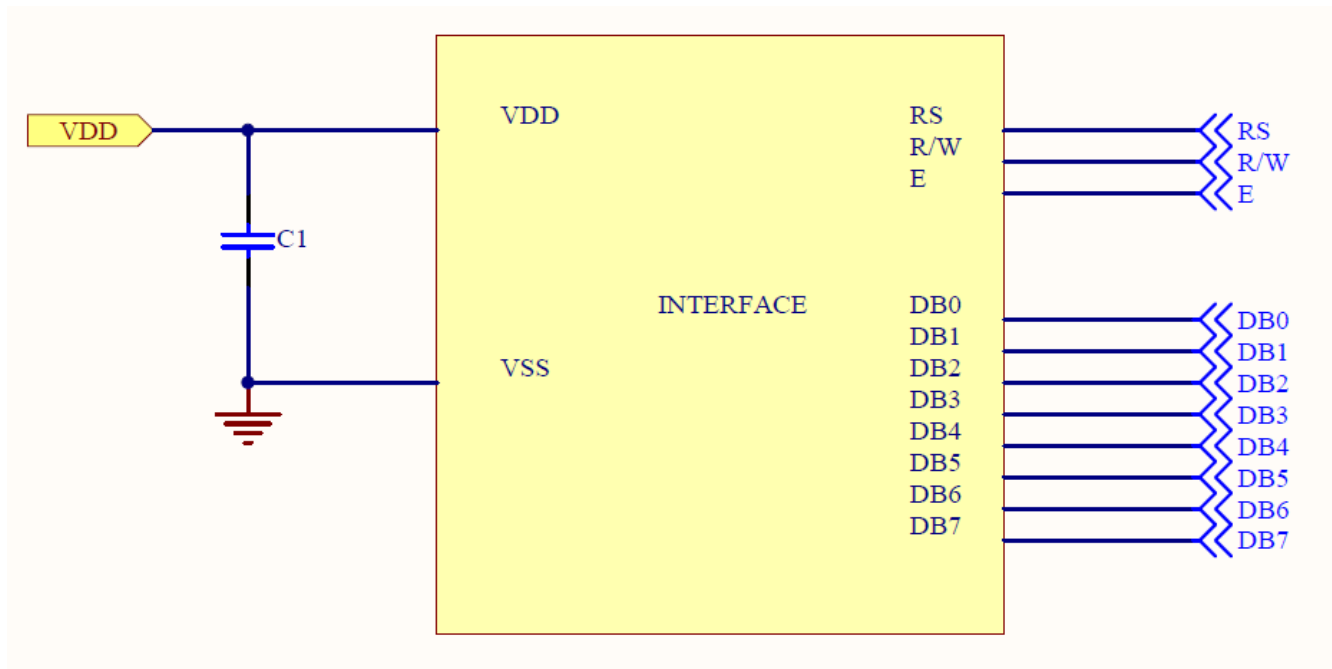 VDD
VDD
RS
RS
R/W
R/W
E
E
C1
INTERFACE
DB0
DB0
DB1
DB1
VSS
DB2
DB2
DB3
DB3
DB4
DB4
DB5
DB5
DB6
DB6
DB7
DB7